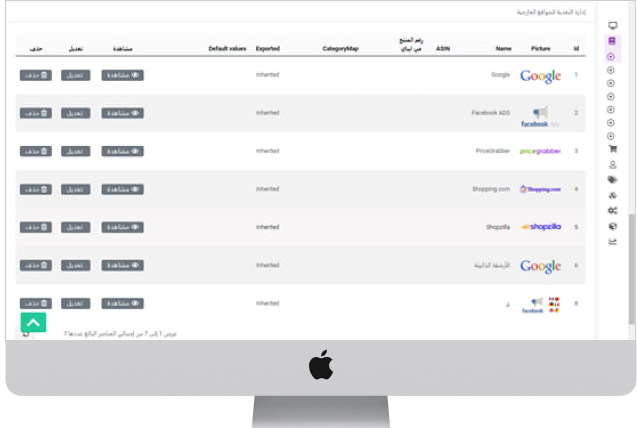 إدارة التغذية للمواقع الخارجية
Id Picture Name ASIN رقم المنتج في ايباي CategoryMap Exported Default values مشاهدة تعديل حذف
1 Google Google Inherited مشاهدة تعديل حذف
2 facebook Ads Facebook ADS Inherited مشاهدة تعديل حذف
3 pricegrabber PriceGrabber Inherited مشاهدة تعديل حذف
4 Shopping.com Shopping.com Inherited مشاهدة تعديل حذف
5 shopzilla Shopzilla Inherited مشاهدة تعديل حذف
6 Google Inherited مشاهدة تعديل حذف
8 facebook Inherited مشاهدة تعديل حذف
عرض 1 إلى 7 من إجمالي العناصر البالغ عددها 7